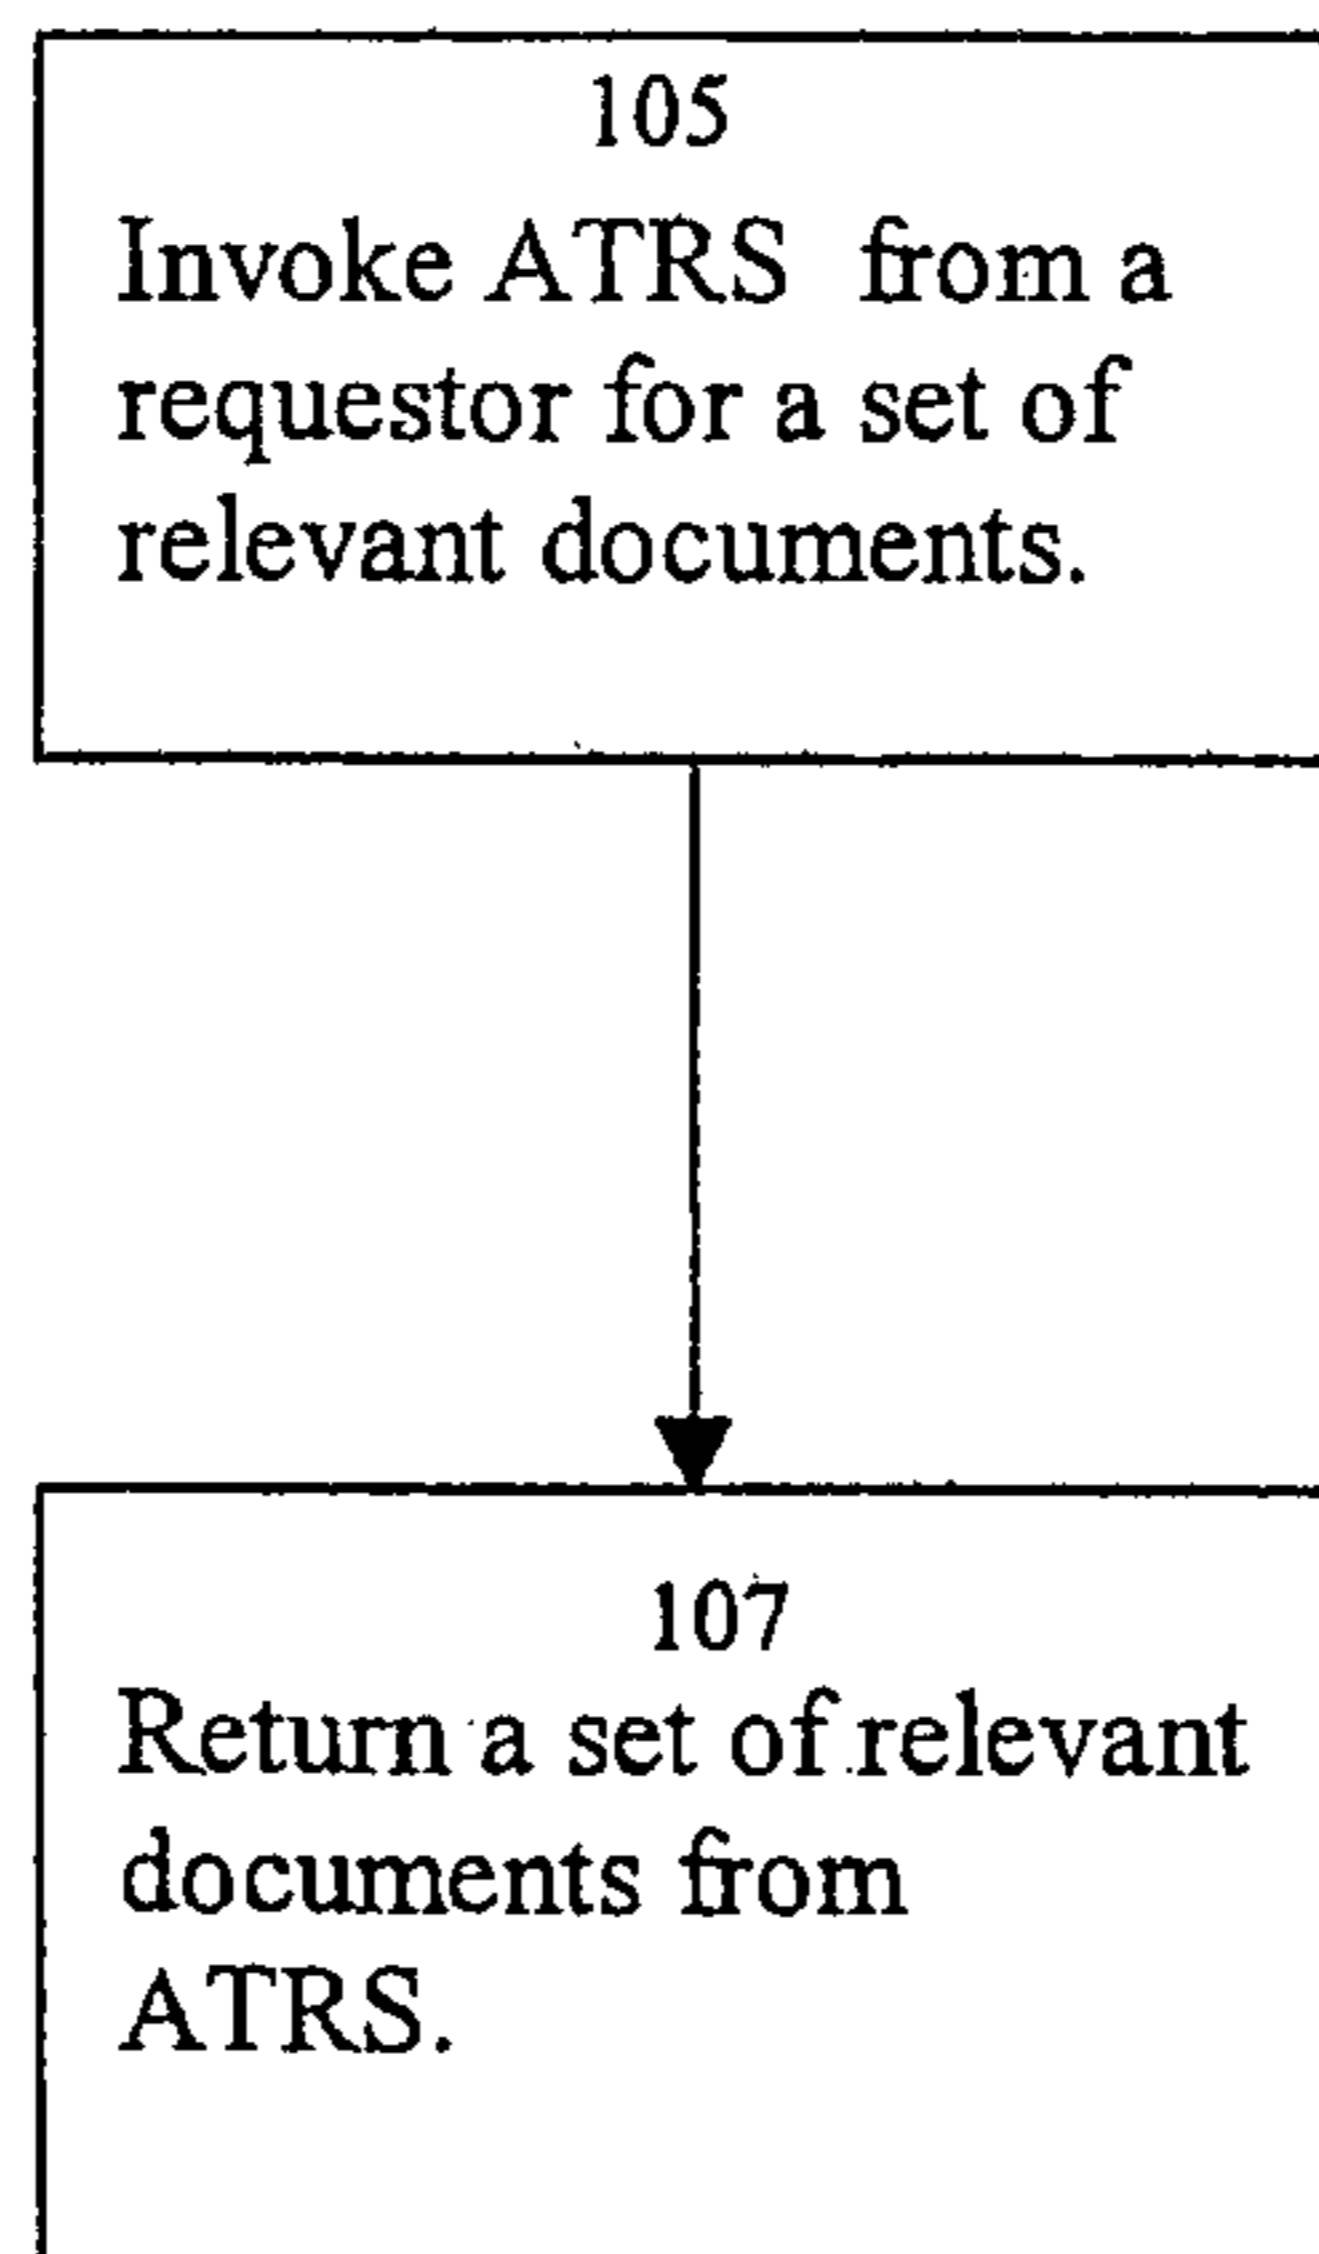 105
Invoke ATRS from a
requestor for a set of
relevant documents.
107
Return a set of relevant
documents from
ATRS.